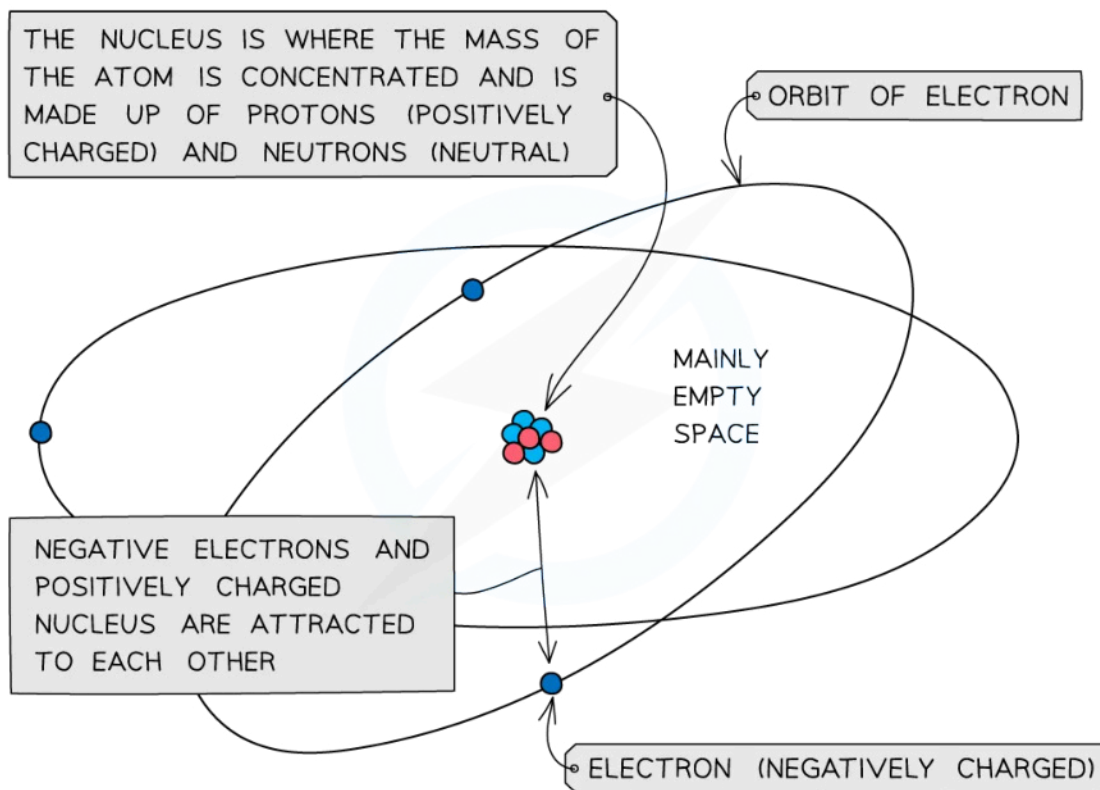 THE NUCLEUS IS WHERE THE MASS OF
THE ATOM IS CONCENTRATED AND IS
MADE UP OF PROTONS (POSITIVELY
CHARGED) AND NEUTRONS (NEUTRAL)
ORBIT OF ELECTRON
MAINLY
EMPTY
SPACE
NEGATIVE ELECTRONS AND
POSITIVELY CHARGED
NUCLEUS ARE ATTRACTED
TO EACH OTHER
ELECTRON (NEGATIVELY CHARGED)